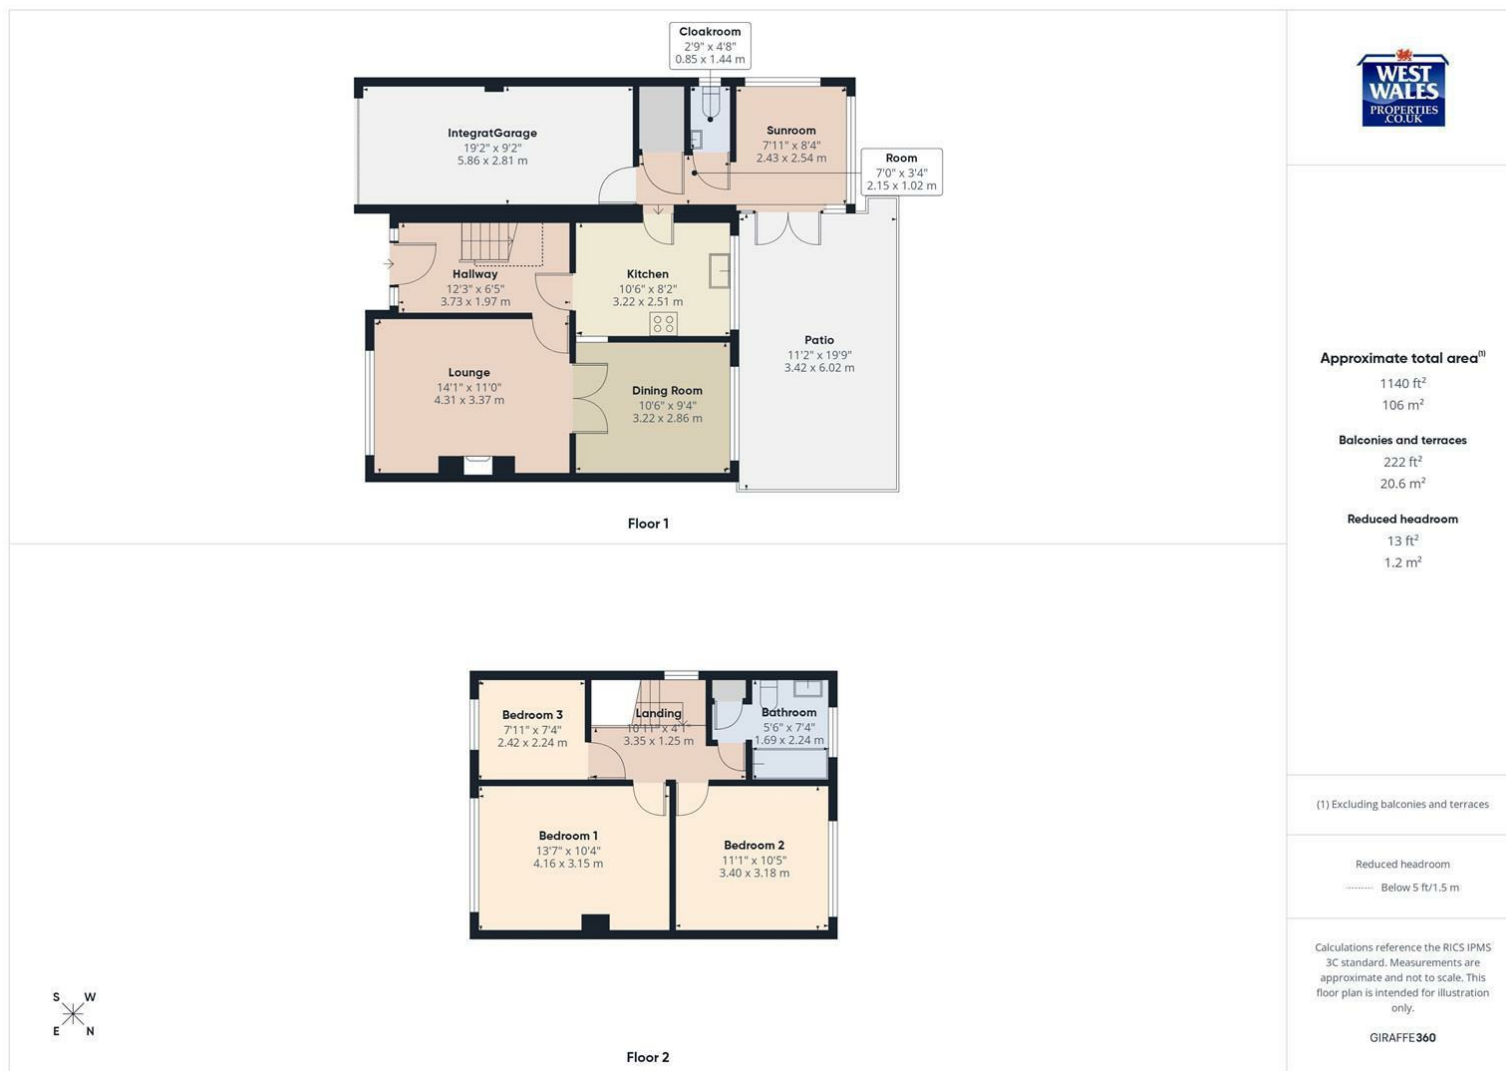 Cloakroom
2'9" x 4'8"
0.85 x 1.44 m
IntegratGarage
19'2" x 9'2"
5.86 x 2.81 m
Sunroom
7'11" x 8'4"
2.43 x 2.54 m
Room
7'0" x 3'4"
2.15 x 1.02 m
Hallway
12'3" x 6'5"
3.73 x 1.97 m
Kitchen
10'6" x 8'2"
3.22 x 2.51 m
Patio
11'2" x 19'9"
3.42 x 6.02 m
Lounge
14'1" x 11'0"
4.31 x 3.37 m
Dining Room
10'6" x 9'4"
3.22 x 2.86 m
Floor 1
Bedroom 3
7'11" x 7'4"
2.42 x 2.24 m
Landing
10'11" x 4'1"
3.35 x 1.25 m
Bathroom
5'6" x 7'4"
1.69 x 2.24 m
Bedroom 1
13'7" x 10'4"
4.16 x 3.15 m
Bedroom 2
11'1" x 10'5"
3.40 x 3.18 m
S W
E N
Floor 2
WEST
WALES
PROPERTIES
.CO.UK
Approximate total area(1)
1140 ft²
106 m²
Balconies and terraces
222 ft²
20.6 m²
Reduced headroom
13 ft²
1.2 m²
(1) Excluding balconies and terraces
Reduced headroom
Below 5 ft/1.5 m
Calculations reference the RICS IPMS
3C standard. Measurements are
approximate and not to scale. This
floor plan is intended for illustration
only.
GIRAFFE360